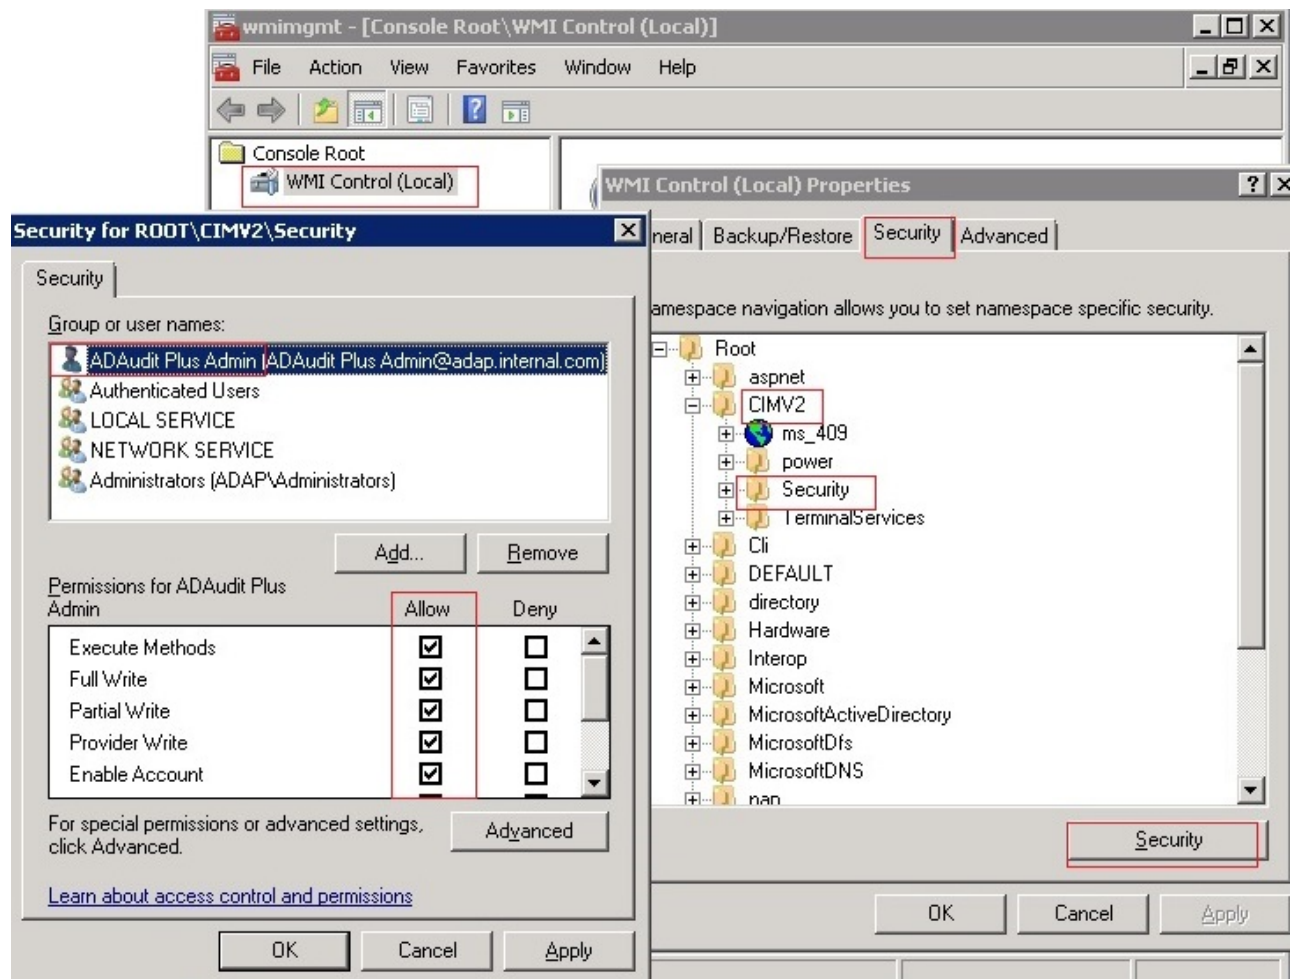 wmimgmt - [Console Root\WMI Control (Local)]
File Action View Favorites Window Help
Console Root
WMI Control (Local)
WMI Control (Local) Properties
neral Backup/Restore Security Advanced
amespace navigation allows you to set namespace specific security.
Root
aspnet
CIMV2
ms_409
power
Security
TerminalServices
Cli
DEFAULT
directory
Hardware
Interop
Microsoft
MicrosoftActiveDirectory
MicrosoftDfs
MicrosoftDNS
nap
Security
OK Cancel Apply
Security for ROOT\CIMV2\Security
Security
Group or user names:
ADAudit Plus Admin (ADAudit Plus Admin@adap.internal.com)
Authenticated Users
LOCAL SERVICE
NETWORK SERVICE
Administrators (ADAP\Administrators)
Add... Remove
Permissions for ADAudit Plus
Admin Allow Deny
Execute Methods
Full Write
Partial Write
Provider Write
Enable Account
For special permissions or advanced settings,
click Advanced.
Advanced
Learn about access control and permissions
OK Cancel Apply